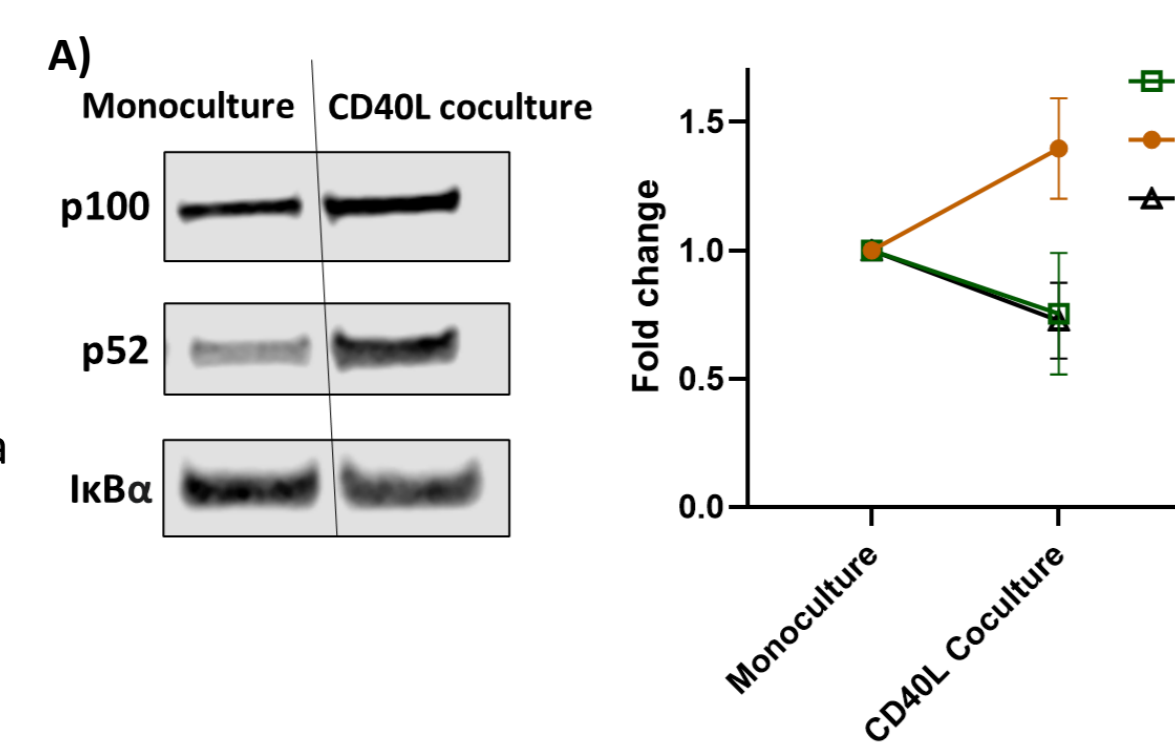 A)
Monoculture
CD40L coculture
p100
p52
IκBα
a
Fold change
1.5
1.0
0.5
0.0
Monoculture
CD40L Coculture